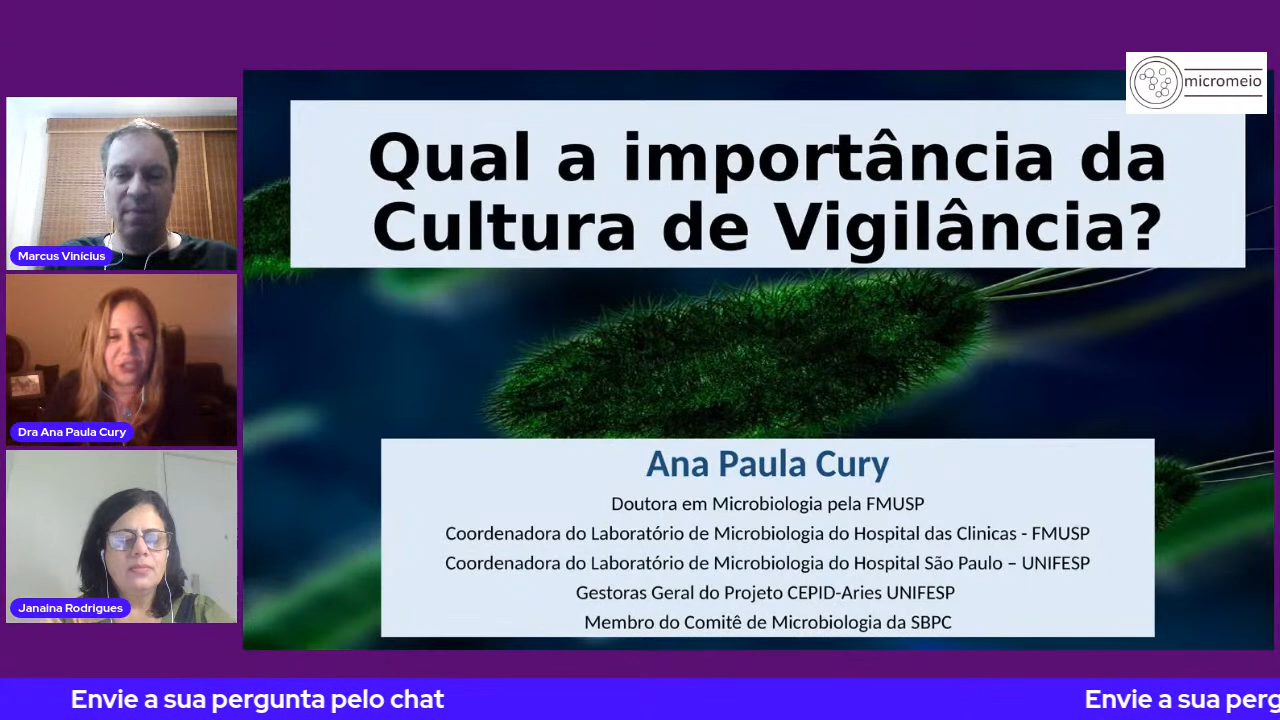 micromeio
Qual a importância da
Cultura de Vigilância?
Marcus Vinícius
Dra Ana Paula Cury
Janaina Rodrigues
Ana Paula Cury
Doutora em Microbiologia pela FMUSP
Coordenadora do Laboratório de Microbiologia do Hospital das Clinicas - FMUSP
Coordenadora do Laboratório de Microbiologia do Hospital São Paulo – UNIFESP
Gestoras Geral do Projeto CEPID-Aries UNIFESP
Membro do Comitê de Microbiologia da SBPC
Envie a sua pergunta pelo chat
Envie a sua perg